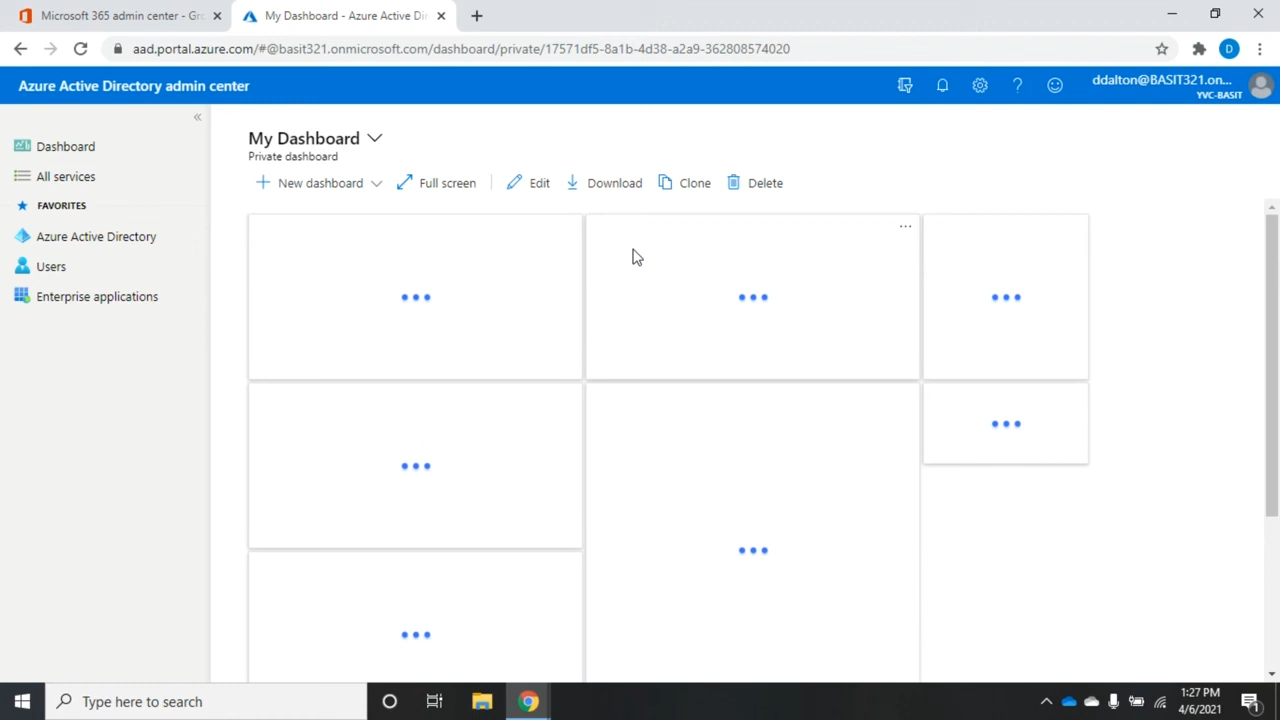 Microsoft 365 admin center - Gro
My Dashboard - Azure Active Dir
aad.portal.azure.com/#@basit321.onmicrosoft.com/dashboard/private/17571df5-8a1b-4d38-a2a9-362808574020
D
Azure Active Directory admin center
ddalton@BASIT321.on...
YVC-BASIT
Dashboard
All services
FAVORITES
Azure Active Directory
Users
Enterprise applications
My Dashboard
Private dashboard
New dashboard
Full screen
Edit
Download
Clone
Delete
Type here to search
1:27 PM
4/6/2021
1